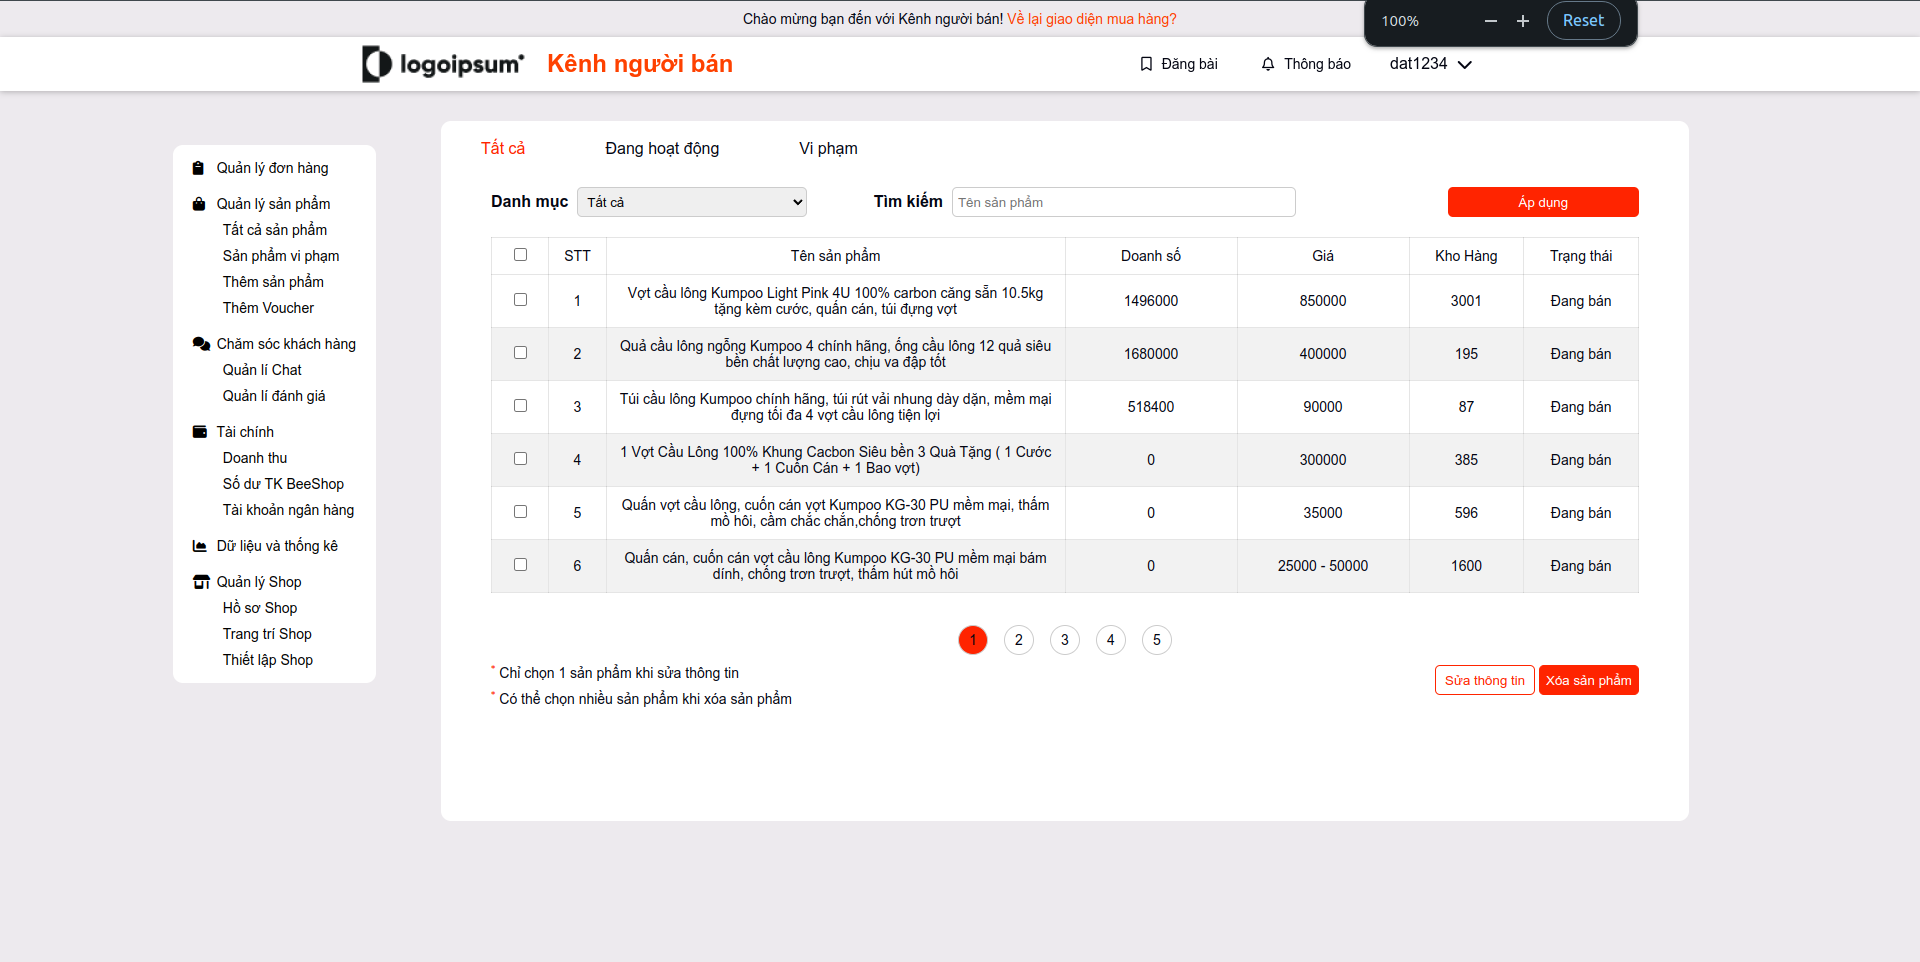 Chào mừng bạn đến với Kênh người bán! Về lại giao diện mua hàng?
100%
Reset
logoipsum
Kênh người bán
Đăng bài
Thông báo
dat1234
Quản lý đơn hàng
Quản lý sản phẩm
Tất cả sản phẩm
Sản phẩm vi phạm
Thêm sản phẩm
Thêm Voucher
Chăm sóc khách hàng
Quản lí Chat
Quản lí đánh giá
Tài chính
Doanh thu
Số dư TK BeeShop
Tài khoản ngân hàng
Dữ liệu và thống kê
Quản lý Shop
Hồ sơ Shop
Trang trí Shop
Thiết lập Shop
Tất cả
Đang hoạt động
Vi phạm
Danh mục
Tất cả
Tìm kiếm
Tên sản phẩm
Áp dụng
STT Tên sản phẩm Doanh số Giá Kho Hàng Trạng thái
1 Vợt cầu lông Kumpoo Light Pink 4U 100% carbon căng sẵn 10.5kg
tặng kèm cước, quấn cán, túi đựng vợt
1496000 850000 3001 Đang bán
2 Quả cầu lông ngỗng Kumpoo 4 chính hãng, ống cầu lông 12 quả siêu
bền chất lượng cao, chịu va đập tốt
1680000 400000 195 Đang bán
3 Túi cầu lông Kumpoo chính hãng, túi rút vải nhung dày dặn, mềm mại
đựng tối đa 4 vợt cầu lông tiện lợi
518400 90000 87 Đang bán
4 1 Vợt Cầu Lông 100% Khung Cacbon Siêu bền 3 Quà Tặng ( 1 Cước
+ 1 Cuốn Cán + 1 Bao vợt)
0 300000 385 Đang bán
5 Quấn vợt cầu lông, cuốn cán vợt Kumpoo KG-30 PU mềm mại, thấm
mồ hôi, cầm chắc chắn,chống trơn trượt
0 35000 596 Đang bán
6 Quấn cán, cuốn cán vợt cầu lông Kumpoo KG-30 PU mềm mại bám
dính, chống trơn trượt, thấm hút mồ hôi
0 25000 - 50000 1600 Đang bán
1 2 3 4 5
* Chỉ chọn 1 sản phẩm khi sửa thông tin
* Có thể chọn nhiều sản phẩm khi xóa sản phẩm
Sửa thông tin
Xóa sản phẩm